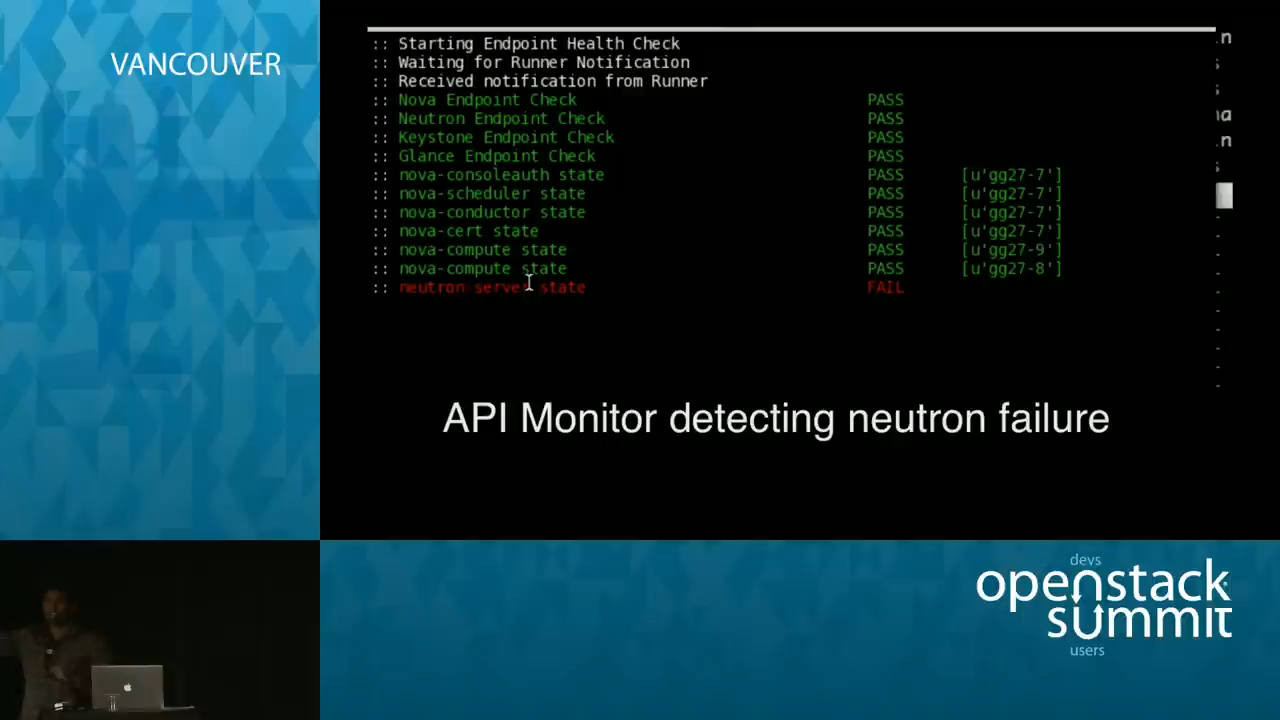 VANCOUVER
:: Starting Endpoint Health Check
:: Waiting for Runner Notification
:: Received notification from Runner
:: Nova Endpoint Check PASS
:: Neutron Endpoint Check PASS
:: Keystone Endpoint Check PASS
:: Glance Endpoint Check PASS
:: nova-consoleauth state PASS [u'gg27-7']
:: nova-scheduler state PASS [u'gg27-7']
:: nova-conductor state PASS [u'gg27-7']
:: nova-cert state PASS [u'gg27-7']
:: nova-compute state PASS [u'gg27-9']
:: nova-compute state PASS [u'gg27-8']
:: neutron-server state FAIL
API Monitor detecting neutron failure
devs
openstack
summit
users